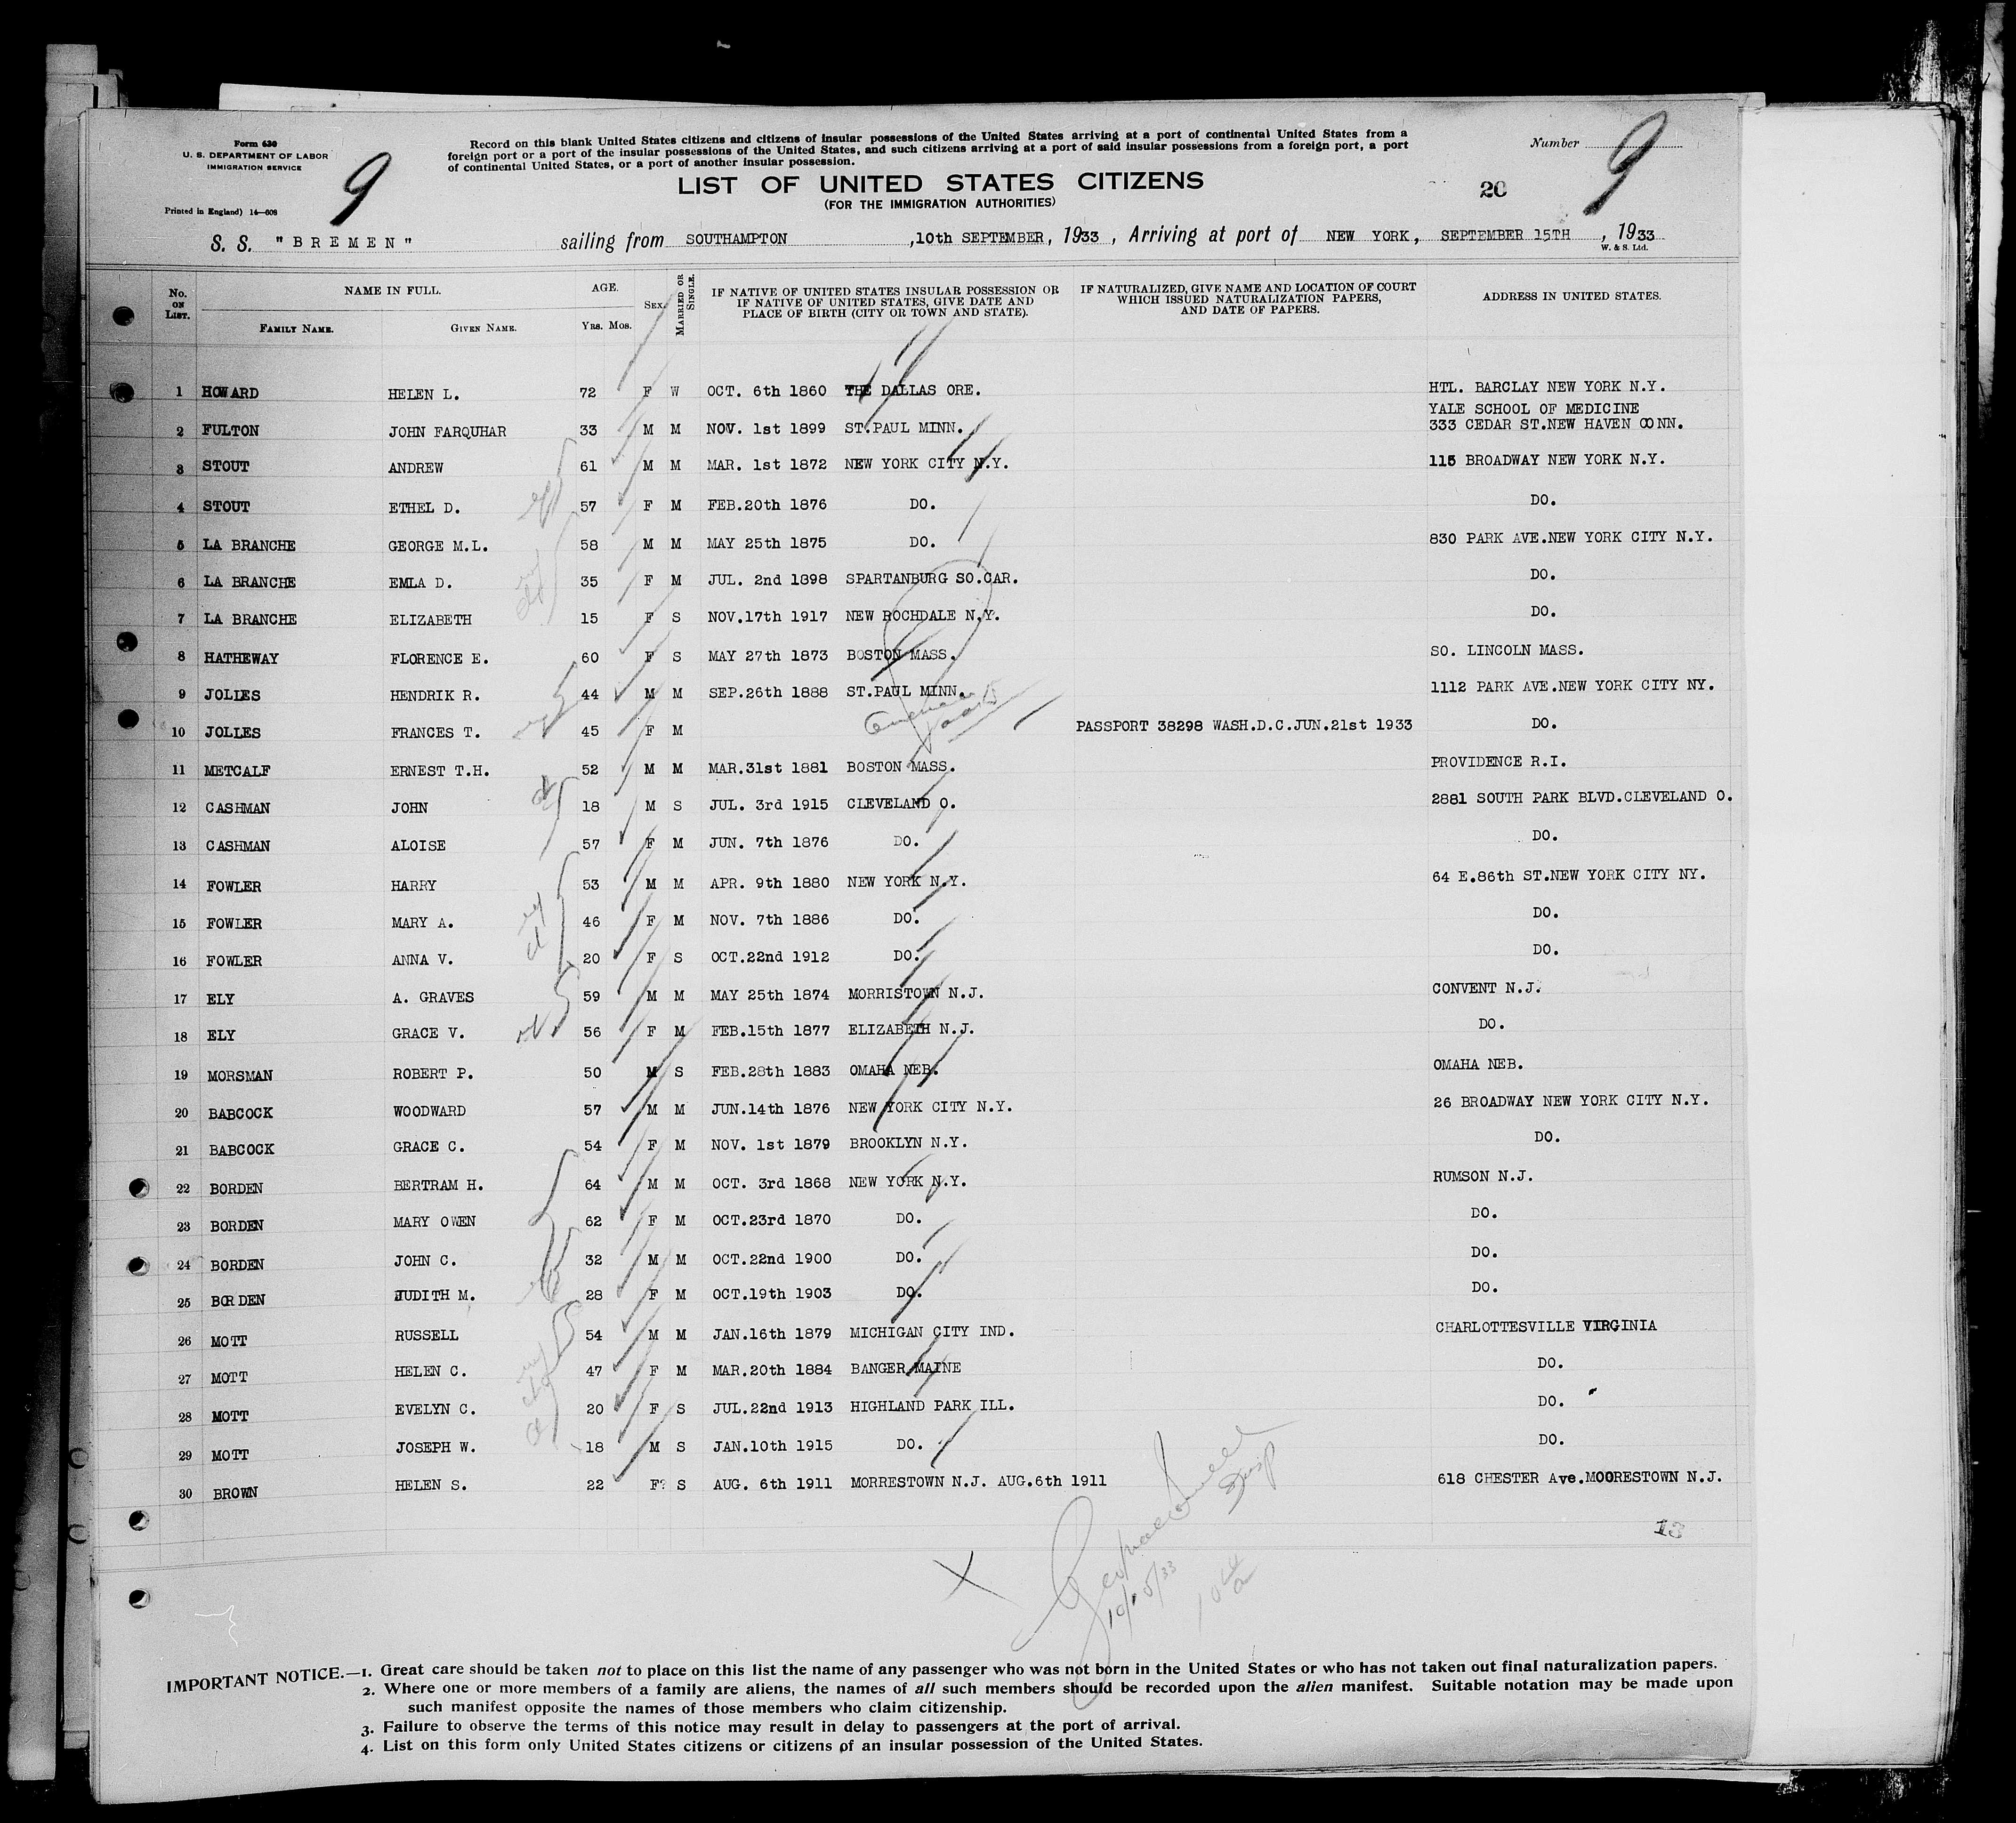 Form 630
U. S. DEPARTMENT OF LABOR
IMMIGRATION SERVICE
Printed in England) 14—608
9
Record on this blank United States citizens and citizens of insular possessions of the United States arriving at a port of continental United States from a
foreign port or a port of the insular possessions of the United States, and such citizens arriving at a port of said insular possessions from a foreign port, a port
of continental United States, or a port of another insular possession.
LIST OF UNITED STATES CITIZENS
(FOR THE IMMIGRATION AUTHORITIES)
Number 9
20
S. S. "BREMEN" sailing from SOUTHAMPTON ,10th SEPTEMBER, 1933 , Arriving at port of NEW YORK, SEPTEMBER 15TH , 1933
W. & S. Ltd.
No. ON LIST. NAME IN FULL. AGE. SEX. MARRIED OR SINGLE. IF NATIVE OF UNITED STATES INSULAR POSSESSION OR IF NATIVE OF UNITED STATES, GIVE DATE AND PLACE OF BIRTH (CITY OR TOWN AND STATE). IF NATURALIZED, GIVE NAME AND LOCATION OF COURT WHICH ISSUED NATURALIZATION PAPERS, AND DATE OF PAPERS. ADDRESS IN UNITED STATES.
FAMILY NAME. GIVEN NAME. YRS. MOS.
1 HOWARD HELEN L. 72 F W OCT. 6th 1860 THE DALLAS ORE. HTL. BARCLAY NEW YORK N.Y.
2 FULTON JOHN FARQUHAR 33 M M NOV. 1st 1899 ST.PAUL MINN. YALE SCHOOL OF MEDICINE
333 CEDAR ST.NEW HAVEN CONN.
3 STOUT ANDREW 61 M M MAR. 1st 1872 NEW YORK CITY N.Y. 115 BROADWAY NEW YORK N.Y.
4 STOUT ETHEL D. 57 F M FEB.20th 1876 DO. DO.
5 LA BRANCHE GEORGE M.L. 58 M M MAY 25th 1875 DO. 830 PARK AVE.NEW YORK CITY N.Y.
6 LA BRANCHE EMLA D. 35 F M JUL. 2nd 1898 SPARTANBURG SO.CAR. DO.
7 LA BRANCHE ELIZABETH 15 F S NOV.17th 1917 NEW ROCHDALE N.Y. DO.
8 HATHEWAY FLORENCE E. 60 F S MAY 27th 1873 BOSTON MASS. SO. LINCOLN MASS.
9 JOLIES HENDRIK R. 44 M M SEP.26th 1888 ST.PAUL MINN. 1112 PARK AVE.NEW YORK CITY NY.
10 JOLLES FRANCES T. 45 F M PASSPORT 38298 WASH.D.C.JUN.21st 1933 DO.
11 METCALF ERNEST T.H. 52 M M MAR.31st 1881 BOSTON MASS. PROVIDENCE R.I.
12 CASHMAN JOHN 18 M S JUL. 3rd 1915 CLEVELAND O. 2881 SOUTH PARK BLVD.CLEVELAND O.
13 CASHMAN ALOISE 57 F M JUN. 7th 1876 DO. DO.
14 FOWLER HARRY 53 M M APR. 9th 1880 NEW YORK N.Y. 64 E.86th ST.NEW YORK CITY NY.
15 FOWLER MARY A. 46 F M NOV. 7th 1886 DO. DO.
16 FOWLER ANNA V. 20 F S OCT.22nd 1912 DO. DO.
17 ELY A. GRAVES 59 M M MAY 25th 1874 MORRISTOWN N.J. CONVENT N.J.
18 ELY GRACE V. 56 F M FEB.15th 1877 ELIZABETH N.J. DO.
19 MORSMAN ROBERT P. 50 M S FEB.28th 1883 OMAHA NEB. OMAHA NEB.
20 BABCOCK WOODWARD 57 M M JUN.14th 1876 NEW YORK CITY N.Y. 26 BROADWAY NEW YORK CITY N.Y.
21 BABCOCK GRACE C. 54 F M NOV. 1st 1879 BROOKLYN N.Y. DO.
22 BORDEN BERTRAM H. 64 M M OCT. 3rd 1868 NEW YORK N.Y. RUMSON N.J.
23 BORDEN MARY OWEN 62 F M OCT.23rd 1870 DO. DO.
24 BORDEN JOHN C. 32 M M OCT.22nd 1900 DO. DO.
25 BORDEN JUDITH M. 28 F M OCT.19th 1903 DO. DO.
26 MOTT RUSSELL 54 M M JAN.16th 1879 MICHIGAN CITY IND. CHARLOTTESVILLE VIRGINIA
27 MOTT HELEN C. 47 F M MAR.20th 1884 BANGER MAINE DO.
28 MOTT EVELYN C. 20 F S JUL.22nd 1913 HIGHLAND PARK ILL. DO.
29 MOTT JOSEPH W. 18 M S JAN.10th 1915 DO. DO.
30 BROWN HELEN S. 22 F? S AUG. 6th 1911 MORRESTOWN N.J. AUG.6th 1911 618 CHESTER Ave.MOORESTOWN N.J.
13
IMPORTANT NOTICE.—1. Great care should be taken not to place on this list the name of any passenger who was not born in the United States or who has not taken out final naturalization papers.
2. Where one or more members of a family are aliens, the names of all such members should be recorded upon the alien manifest. Suitable notation may be made upon
such manifest opposite the names of those members who claim citizenship.
3. Failure to observe the terms of this notice may result in delay to passengers at the port of arrival.
4. List on this form only United States citizens or citizens of an insular possession of the United States.